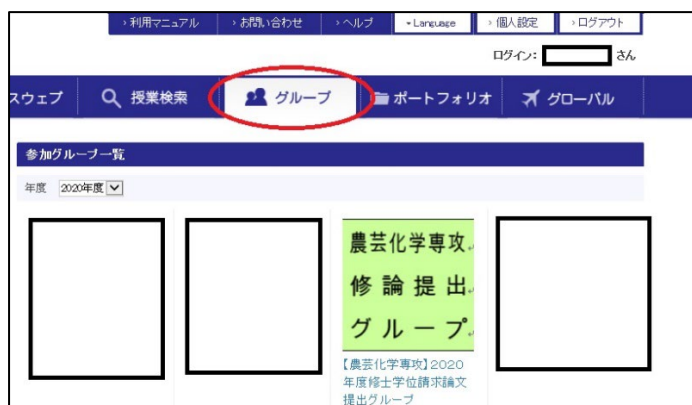 利用マニュアル お問い合わせ ヘルプ Language 個人設定 ログアウト
ログイン: さん
スウェブ 授業検索 グループ ポートフォリオ グローバル
参加グループ一覧
年度 2020年度
農芸化学専攻
修論提出
グループ
【農芸化学専攻】2020
年度修士学位請求論文
提出グループ